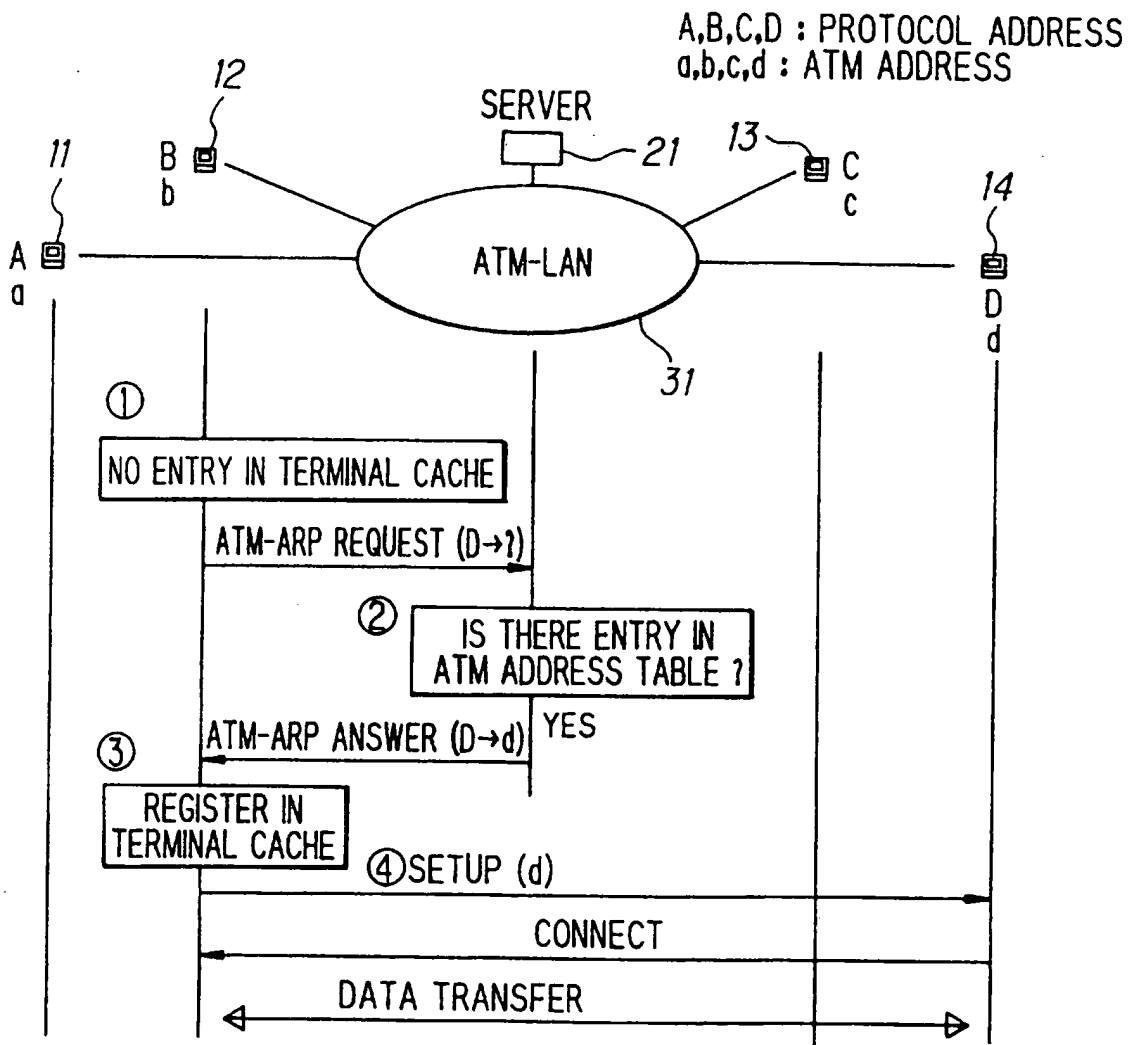 A,B,C,D : PROTOCOL ADDRESS
a,b,c,d : ATM ADDRESS
12
SERVER
13
11
B
b
21
C
c
14
A
a
ATM-LAN
D
d
31
①
NO ENTRY IN TERMINAL CACHE
ATM-ARP REQUEST (D→?)
②
IS THERE ENTRY IN
ATM ADDRESS TABLE ?
YES
ATM-ARP ANSWER (D→d)
③
REGISTER IN
TERMINAL CACHE
④SETUP (d)
CONNECT
DATA TRANSFER